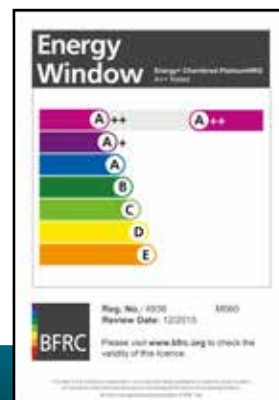 Energy
Window
A++ A++
A+
A
B
C
D
E
BFRC
Reg. No.: 4936 M060
Review Date: 12/2015
Please visit www.bfrc.org to check the
validity of this licence.